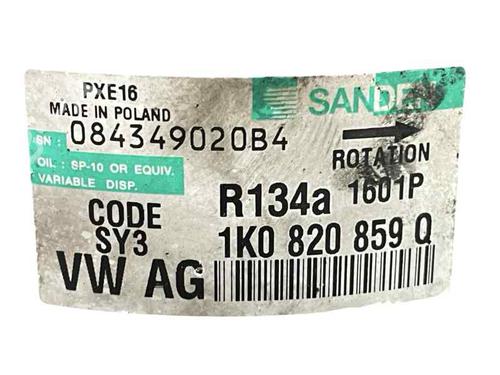 PXE16
MADE IN POLAND
SANDEN
SN: 084349020B4
OIL: SP-10 OR EQUIV.
VARIABLE DISP.
ROTATION
R134a 1601P
CODE
SY3
1K0 820 859 Q
VW AG